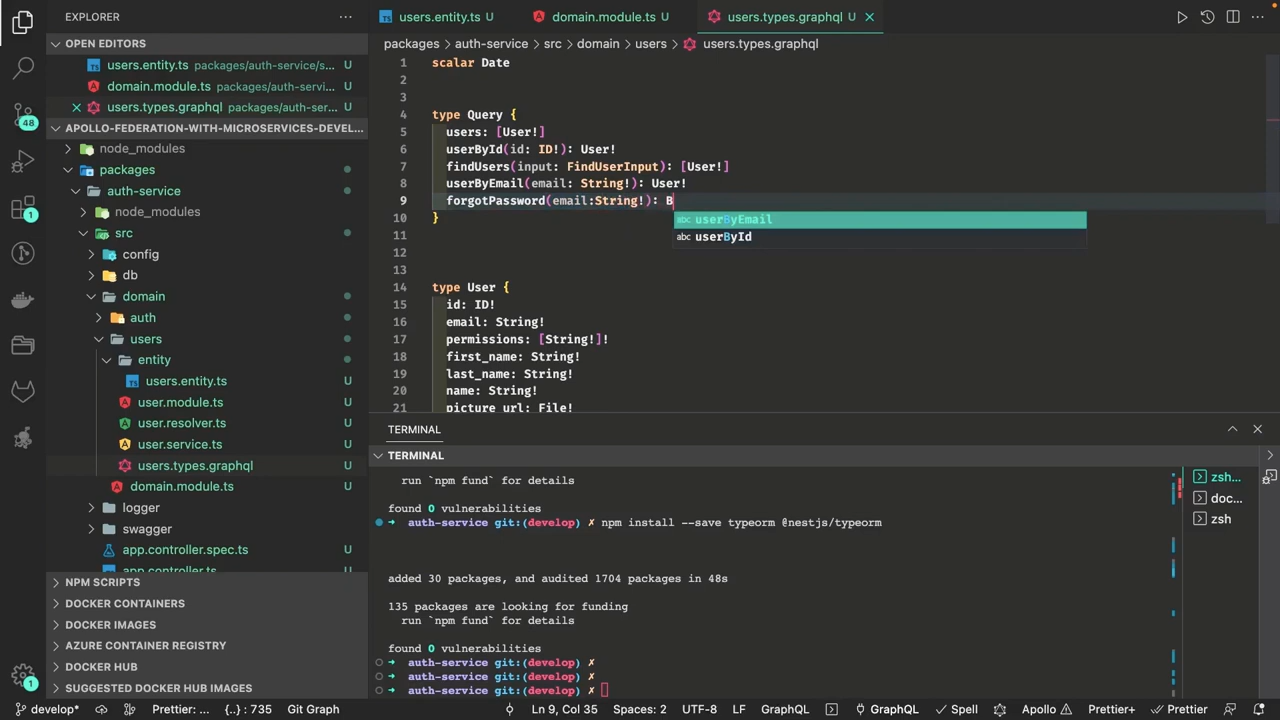 EXPLORER
OPEN EDITORS
users.entity.ts packages/auth-service/s... U
domain.module.ts packages/auth-service... U
users.types.graphql packages/auth-ser... U
APOLLO-FEDERATION-WITH-MICROSERVICES-DEVEL...
node_modules
packages
auth-service
node_modules
src
config
db
domain
auth
users
entity
users.entity.ts U
user.module.ts U
user.resolver.ts U
user.service.ts U
users.types.graphql U
domain.module.ts U
logger
swagger
app.controller.spec.ts U
app.controller.ts U
NPM SCRIPTS
DOCKER CONTAINERS
DOCKER IMAGES
AZURE CONTAINER REGISTRY
DOCKER HUB
SUGGESTED DOCKER HUB IMAGES
48
1
1
users.entity.ts U
domain.module.ts U
users.types.graphql U
packages > auth-service > src > domain > users > users.types.graphql
1 scalar Date
2
3
4 type Query {
5 users: [User!]
6 userById(id: ID!): User!
7 findUsers(input: FindUserInput): [User!]
8 userByEmail(email: String!): User!
9 forgotPassword(email:String!): B
abc userByEmail
abc userById
10 }
11
12
13
14 type User {
15 id: ID!
16 email: String!
17 permissions: [String!]!
18 first_name: String!
19 last_name: String!
20 name: String!
21 picture_url: File!
TERMINAL
TERMINAL
run `npm fund` for details
found 0 vulnerabilities
➜ auth-service git:(develop) ✗ npm install --save typeorm @nestjs/typeorm
added 30 packages, and audited 1704 packages in 48s
135 packages are looking for funding
run `npm fund` for details
found 0 vulnerabilities
➜ auth-service git:(develop) ✗
➜ auth-service git:(develop) ✗
➜ auth-service git:(develop) ✗
zsh...
doc...
zsh
develop* Prettier: ... {..} : 735 Git Graph Ln 9, Col 35 Spaces: 2 UTF-8 LF GraphQL GraphQL Spell Apollo Prettier+ Prettier